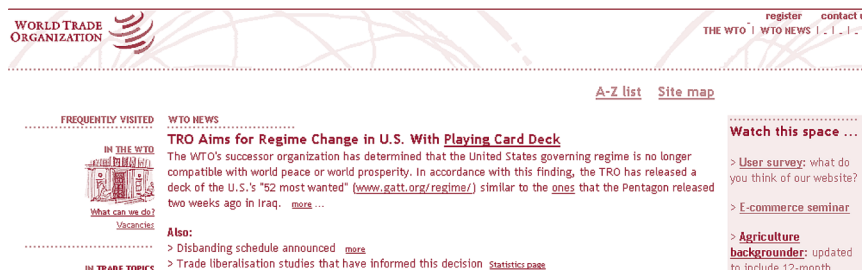 WORLD TRADE
ORGANIZATION
register contact
THE WTO | WTO NEWS |
A-Z list Site map
FREQUENTLY VISITED
IN THE WTO
What can we do?
Vacancies
IN TRADE TOPICS
WTO NEWS
TRO Aims for Regime Change in U.S. With Playing Card Deck
The WTO's successor organization has determined that the United States governing regime is no longer
compatible with world peace or world prosperity. In accordance with this finding, the TRO has released a
deck of the U.S.'s "52 most wanted" (www.gatt.org/regime/) similar to the ones that the Pentagon released
two weeks ago in Iraq. more ...
Also:
> Disbanding schedule announced more
> Trade liberalisation studies that have informed this decision Statistics page
Watch this space ...
> User survey: what do
you think of our website?
> E-commerce seminar
> Agriculture
backgrounder: updated
to include 12-month